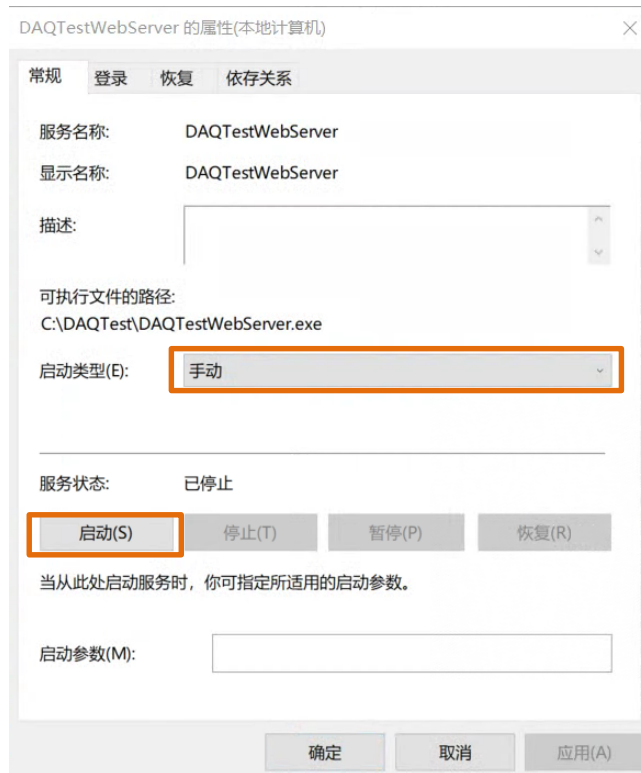 DAQTestWebServer 的属性(本地计算机)
常规 登录 恢复 依存关系
服务名称: DAQTestWebServer
显示名称: DAQTestWebServer
描述:
可执行文件的路径:
C:\DAQTest\DAQTestWebServer.exe
启动类型(E): 手动
服务状态: 已停止
启动(S) 停止(T) 暂停(P) 恢复(R)
当从此处启动服务时，你可指定所适用的启动参数。
启动参数(M):
确定 取消 应用(A)